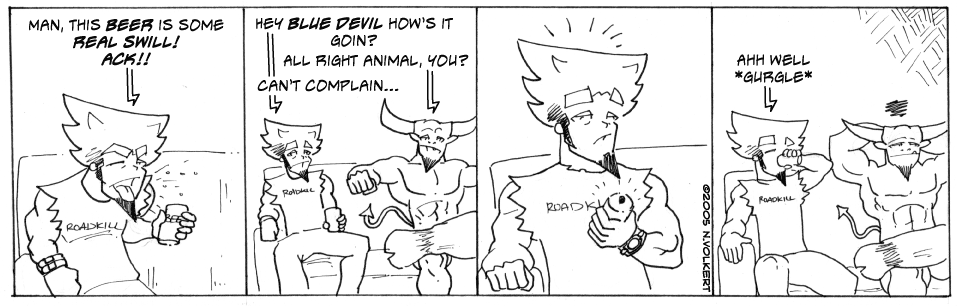 MAN, THIS BEER IS SOME
REAL SWILL!
ACK!!
ROADKILL
HEY BLUE DEVIL HOW'S IT
GOIN?
ALL RIGHT ANIMAL, YOU?
CAN'T COMPLAIN...
ROADKILL
ROADKI
©2005 N.VOLKERT
AHH WELL
*GURGLE*
ROADKILL